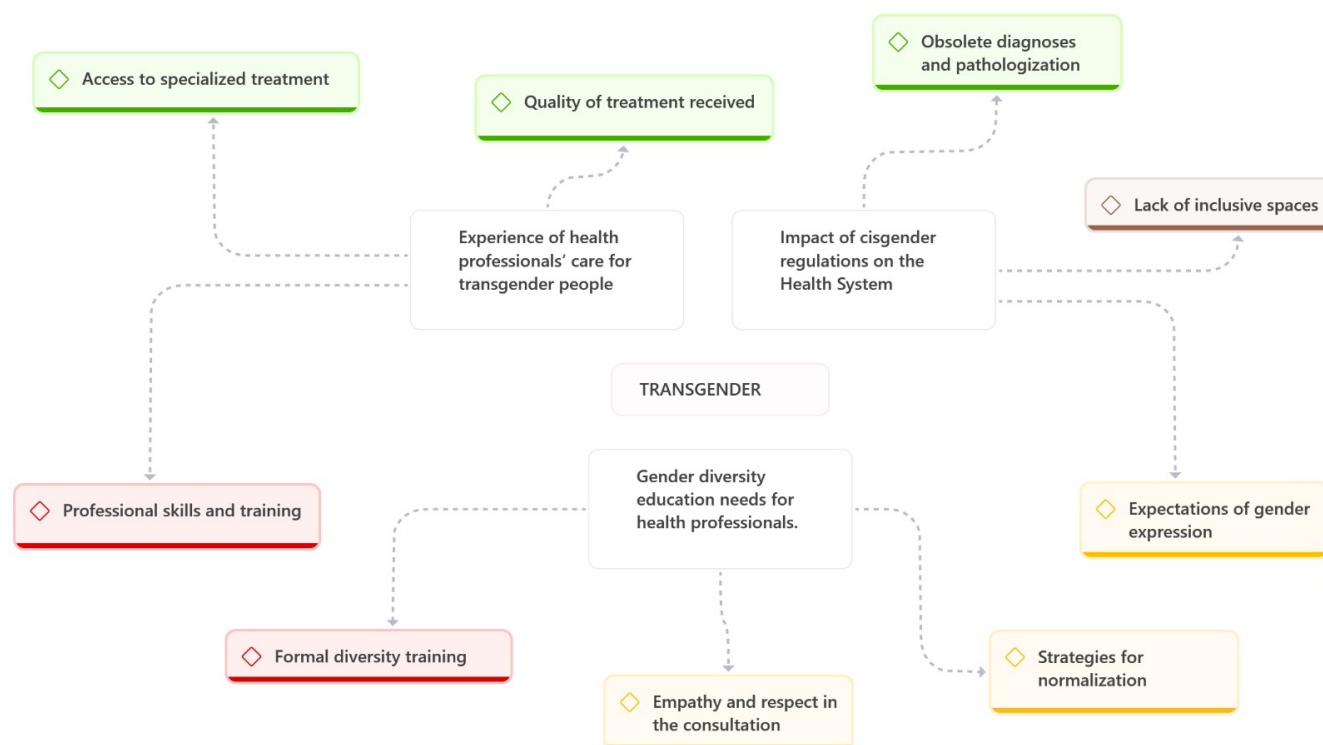 Obsolete diagnoses
and pathologization
Access to specialized treatment
Quality of treatment received
Lack of inclusive spaces
Experience of health
professionals’ care for
transgender people
Impact of cisgender
regulations on the
Health System
TRANSGENDER
Gender diversity
education needs for
health professionals.
Professional skills and training
Expectations of gender
expression
Formal diversity training
Strategies for
normalization
Empathy and respect in
the consultation